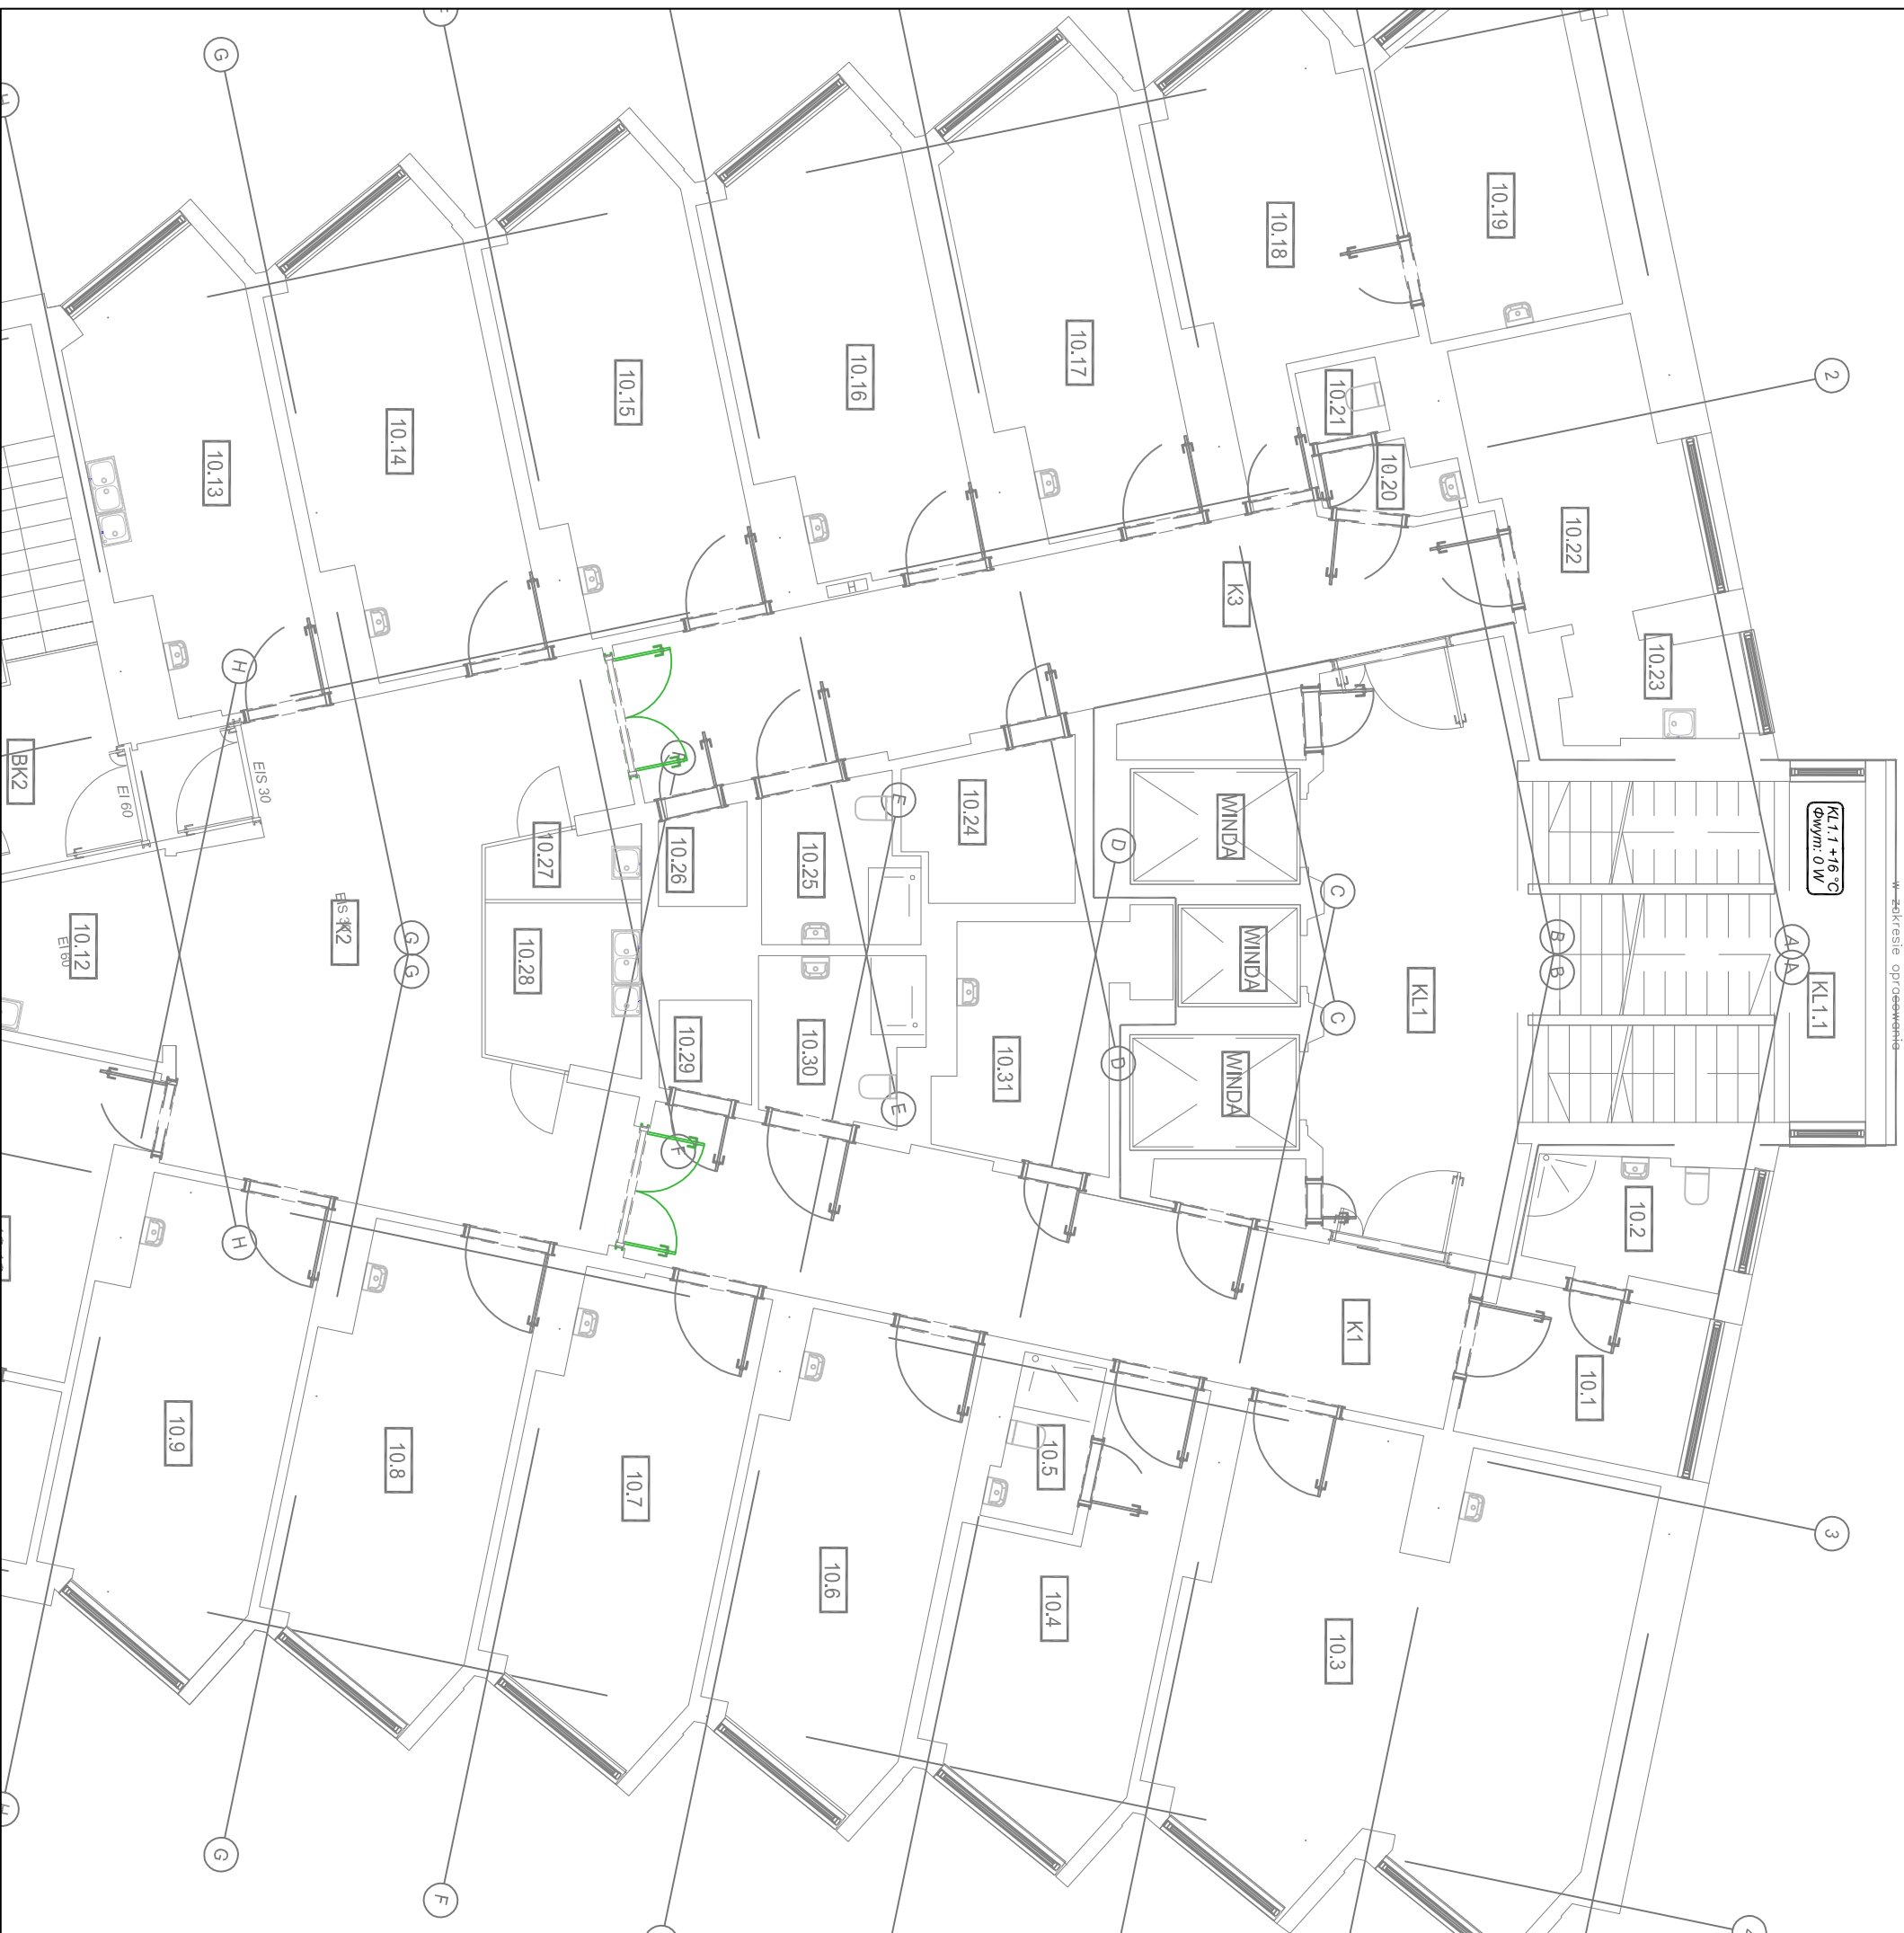 G
2
10.19
10.18
10.17
10.16
10.15
10.14
10.13
10.21
10.20
10.22
10.23
K3
H
F
E
D
C
B
A
EIS 30
EI 60
BK2
10.24
10.25
10.26
10.27
10.28
10.29
10.30
10.31
WINDA
WINDA
WINDA
KL1
KL1.1
KL1.1 +16 °C
Φwym: 0 W
w zakresie opracowania
K2
10.12
EI 60
G
G
C
D
E
F
B
A
H
10.2
10.1
K1
10.3
10.4
10.5
10.6
10.7
10.8
10.9
3
G
F